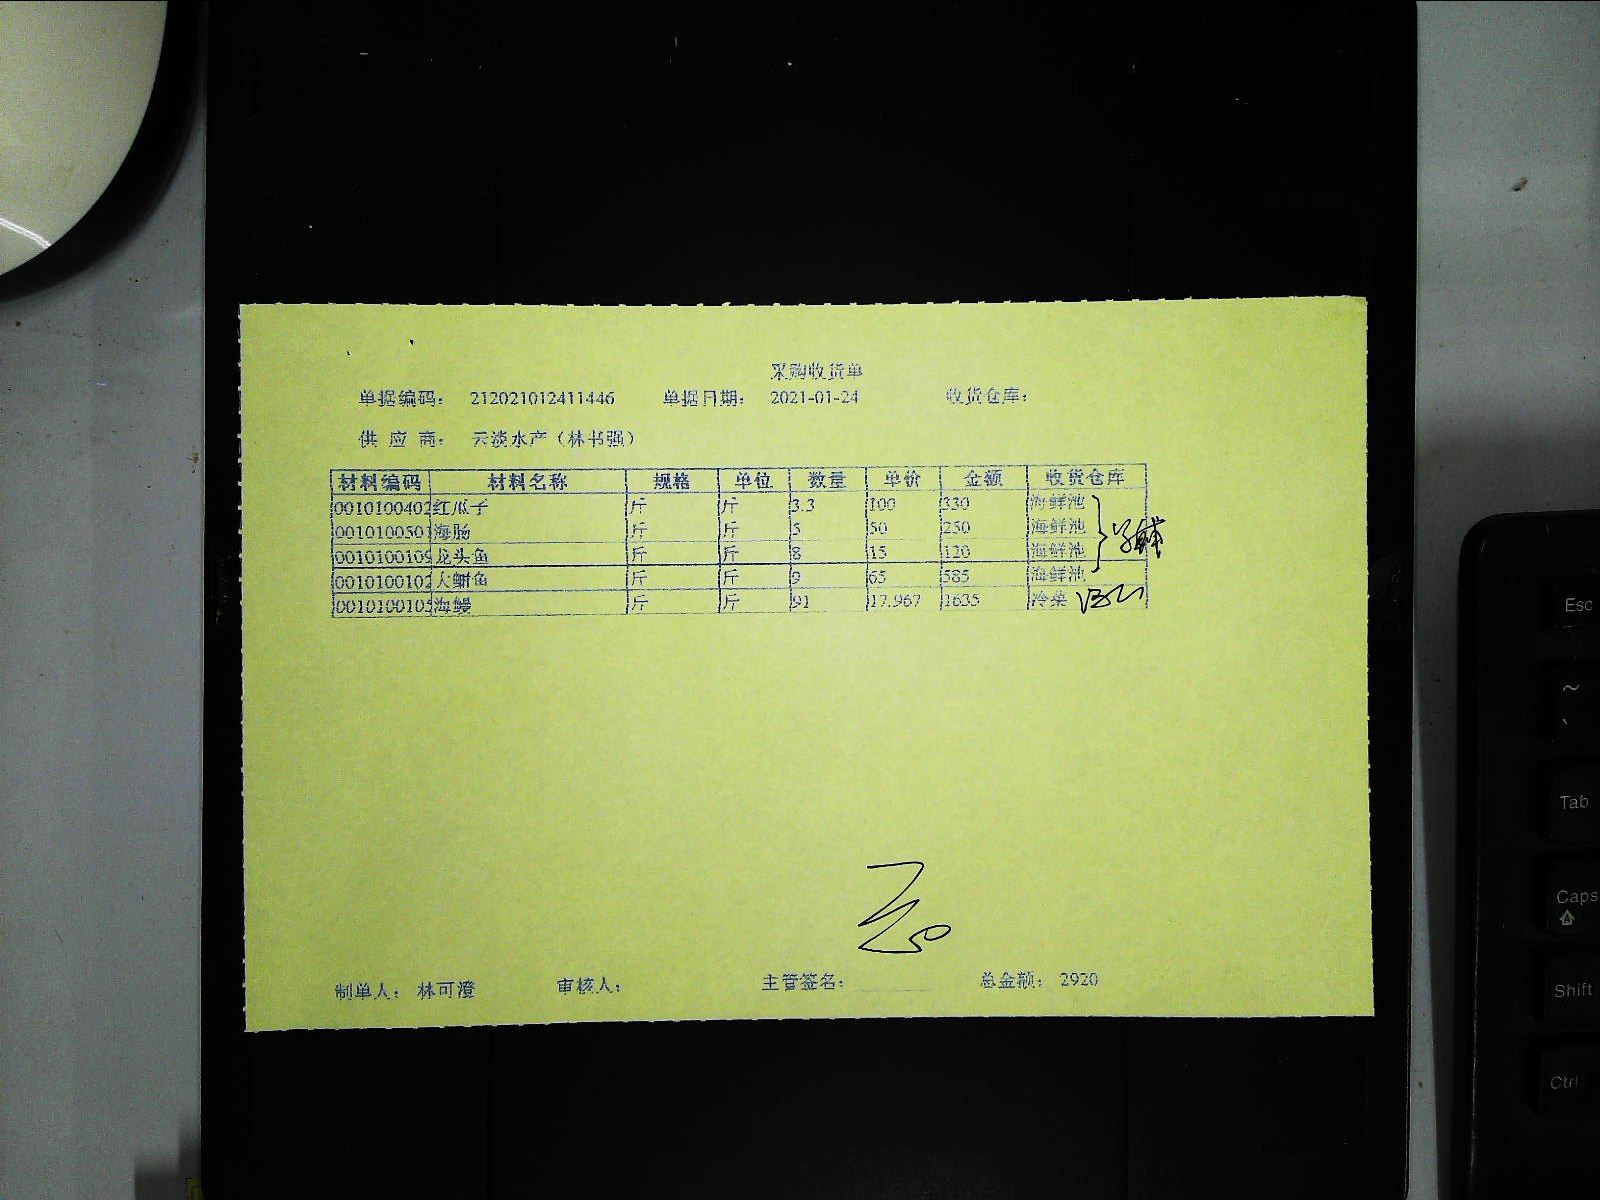 采购收货单
单据编码： 212021012411446 单据日期： 2021-01-24 收货仓库：
供 应 商： 云淡水产（林书强）
材料编码 材料名称 规格 单位 数量 单价 金额 收货仓库
0010100402 红瓜子 斤 斤 3.3 100 330 海鲜池
001010050 海肠 斤 斤 5 50 250 海鲜池
0010100109 龙头鱼 斤 斤 8 15 120 海鲜池
0010100102 大鲥鱼 斤 斤 9 65 585 海鲜池
0010100105 海鳗 斤 斤 91 17.967 1635 冷菜
制单人： 林可澄 审核人： 主管签名： 总金额： 2920
Esc
~
`
Tab
Caps
Shift
Ctrl